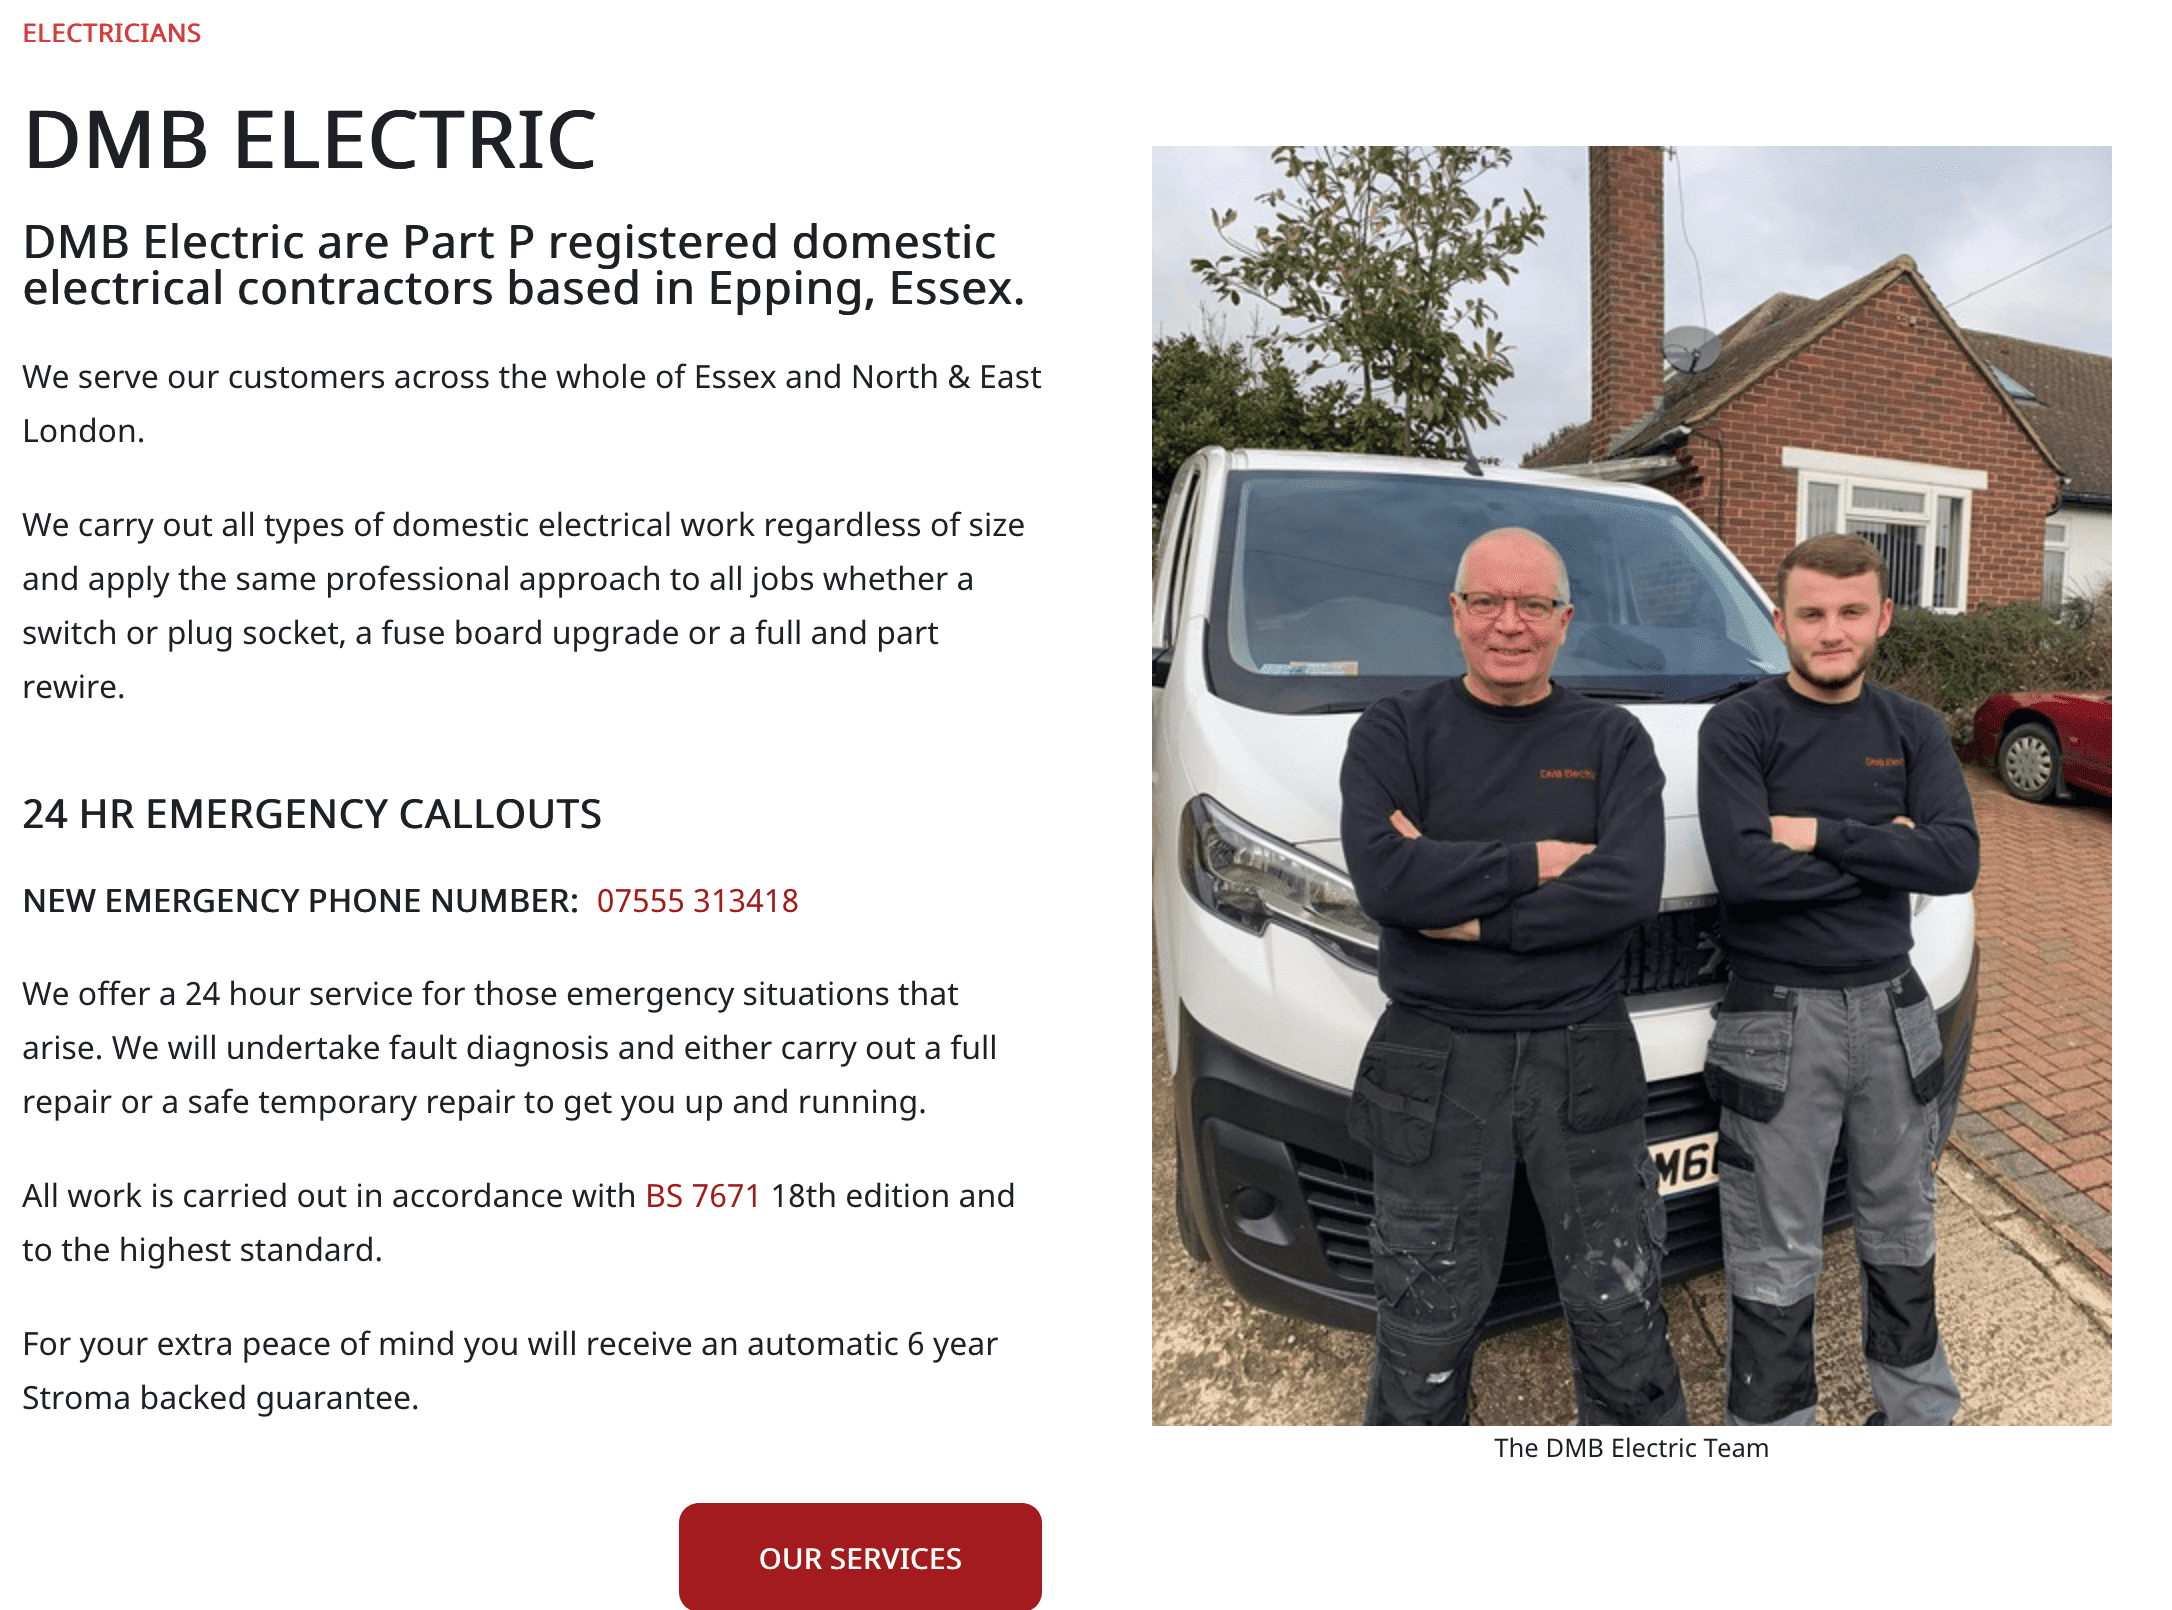 ELECTRICIANS
DMB ELECTRIC
DMB Electric are Part P registered domestic
electrical contractors based in Epping, Essex.
We serve our customers across the whole of Essex and North & East
London.
We carry out all types of domestic electrical work regardless of size
and apply the same professional approach to all jobs whether a
switch or plug socket, a fuse board upgrade or a full and part
rewire.
24 HR EMERGENCY CALLOUTS
NEW EMERGENCY PHONE NUMBER: 07555 313418
We offer a 24 hour service for those emergency situations that
arise. We will undertake fault diagnosis and either carry out a full
repair or a safe temporary repair to get you up and running.
All work is carried out in accordance with BS 7671 18th edition and
to the highest standard.
For your extra peace of mind you will receive an automatic 6 year
Stroma backed guarantee.
OUR SERVICES
DMB Electric
DMB Elect
M6
The DMB Electric Team